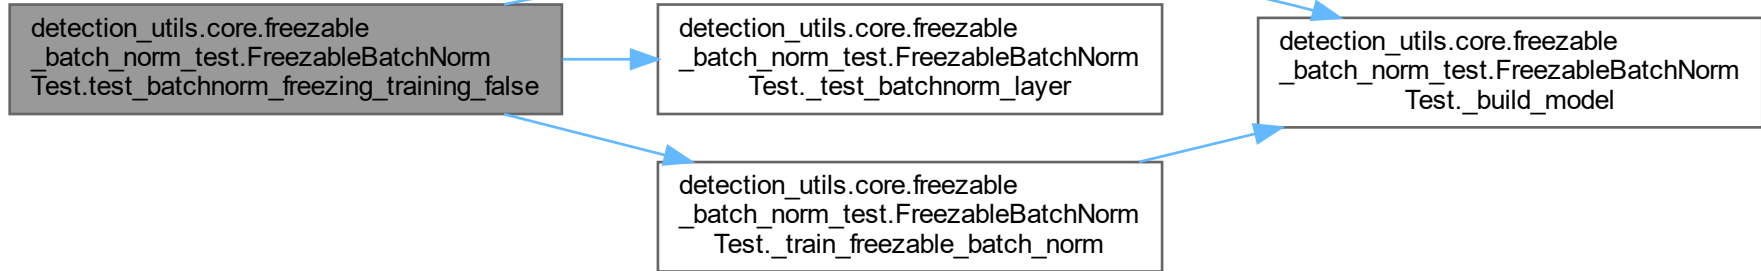 detection_utils.core.freezable
_batch_norm_test.FreezableBatchNorm
Test.test_batchnorm_freezing_training_false
detection_utils.core.freezable
_batch_norm_test.FreezableBatchNorm
Test._test_batchnorm_layer
detection_utils.core.freezable
_batch_norm_test.FreezableBatchNorm
Test._build_model
detection_utils.core.freezable
_batch_norm_test.FreezableBatchNorm
Test._train_freezable_batch_norm